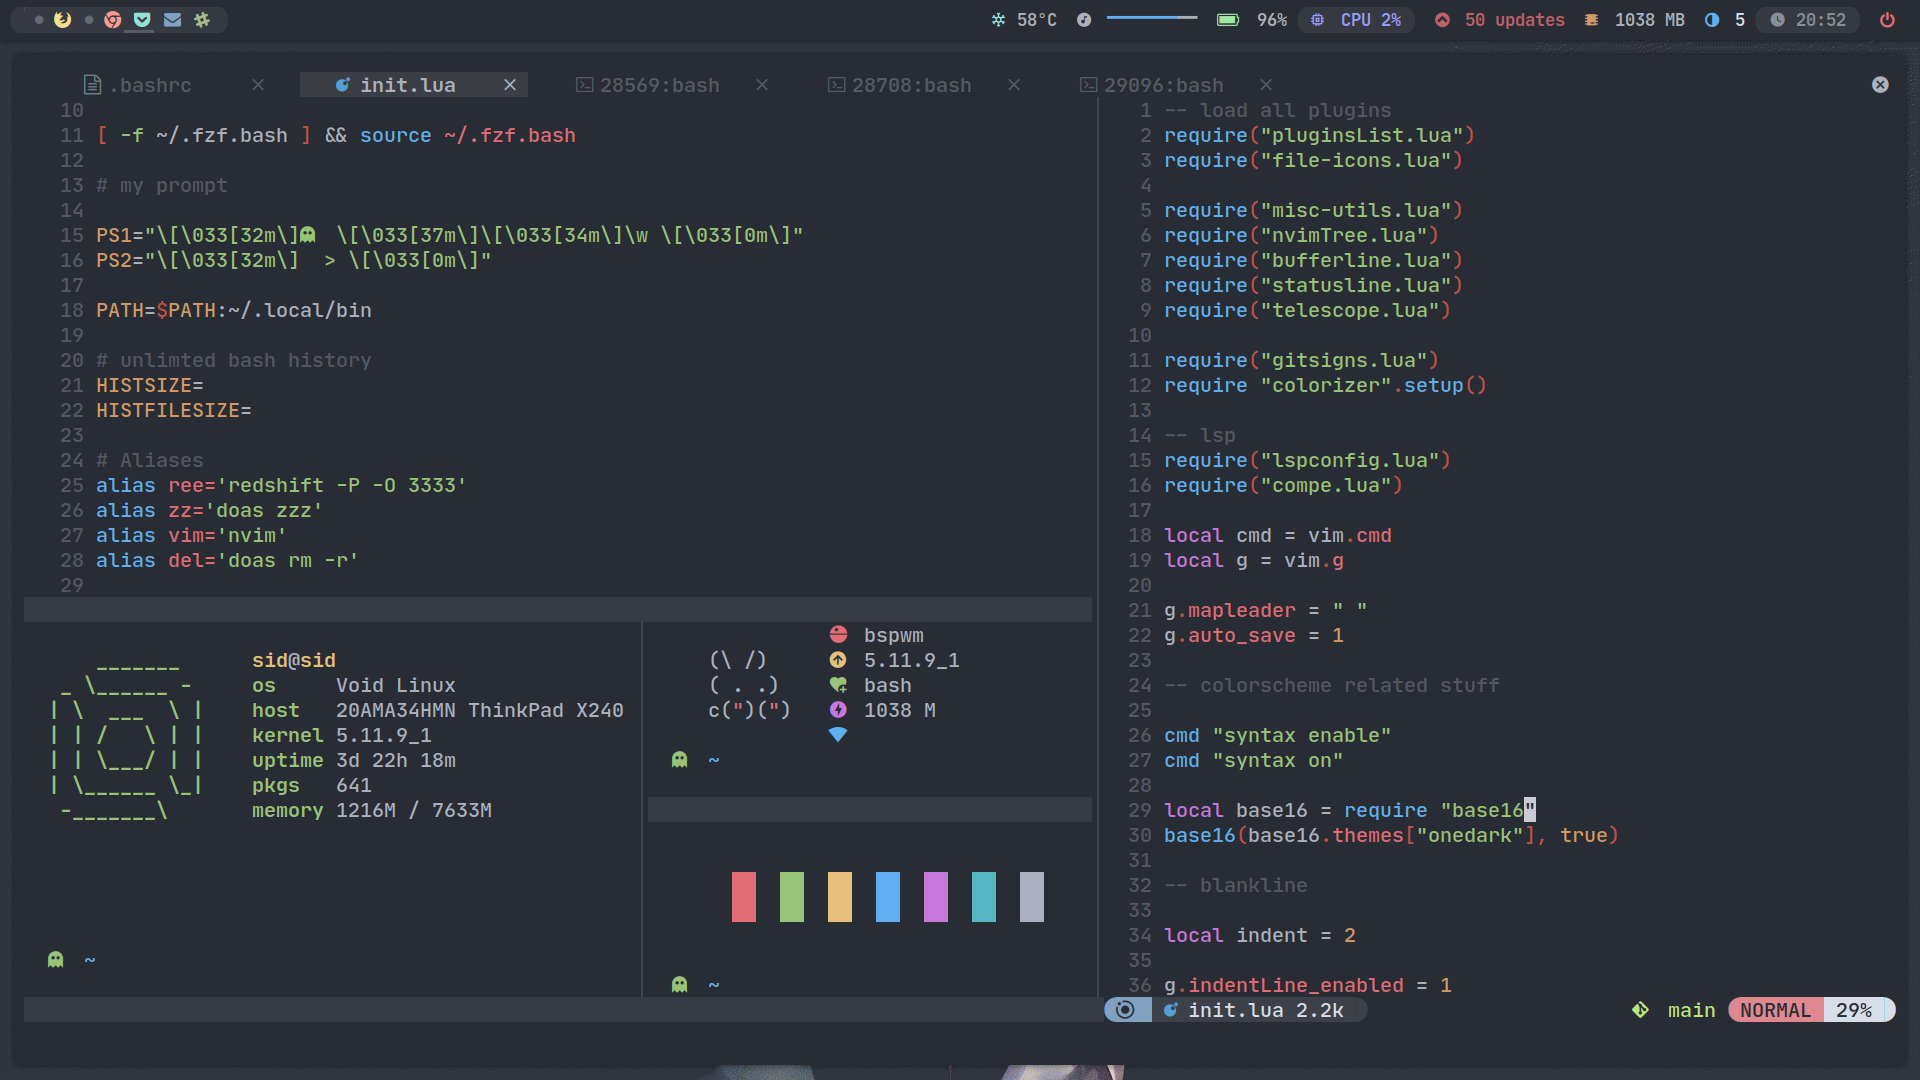 58°C 96% CPU 2% 50 updates 1038 MB 5 20:52
.bashrc init.lua 28569:bash 28708:bash 29096:bash
10
11 [ -f ~/.fzf.bash ] && source ~/.fzf.bash
12
13 # my prompt
14
15 PS1="\[\033[32m\] \[\033[37m\]\[\033[34m\]\w \[\033[0m\]"
16 PS2="\[\033[32m\]  > \[\033[0m\]"
17
18 PATH=$PATH:~/.local/bin
19
20 # unlimted bash history
21 HISTSIZE=
22 HISTFILESIZE=
23
24 # Aliases
25 alias ree='redshift -P -O 3333'
26 alias zz='doas zzz'
27 alias vim='nvim'
28 alias del='doas rm -r'
29
sid@sid
os Void Linux
host 20AMA34HMN ThinkPad X240
kernel 5.11.9_1
uptime 3d 22h 18m
pkgs 641
memory 1216M / 7633M
~
bspwm
(\ /) 5.11.9_1
( . .) bash
c(")(") 1038 M
~
~
1 -- load all plugins
2 require("pluginsList.lua")
3 require("file-icons.lua")
4
5 require("misc-utils.lua")
6 require("nvimTree.lua")
7 require("bufferline.lua")
8 require("statusline.lua")
9 require("telescope.lua")
10
11 require("gitsigns.lua")
12 require "colorizer".setup()
13
14 -- lsp
15 require("lspconfig.lua")
16 require("compe.lua")
17
18 local cmd = vim.cmd
19 local g = vim.g
20
21 g.mapleader = " "
22 g.auto_save = 1
23
24 -- colorscheme related stuff
25
26 cmd "syntax enable"
27 cmd "syntax on"
28
29 local base16 = require "base16"
30 base16(base16.themes["onedark"], true)
31
32 -- blankline
33
34 local indent = 2
35
36 g.indentLine_enabled = 1
init.lua 2.2k main NORMAL 29%